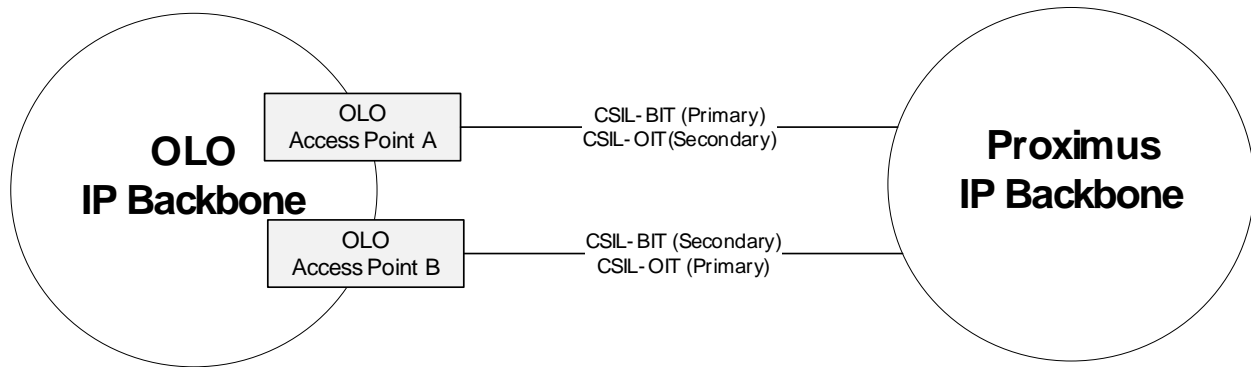 OLO
IP Backbone
OLO
Access Point A
CSIL-BIT (Primary)
CSIL-OIT(Secondary)
Proximus
IP Backbone
OLO
Access Point B
CSIL-BIT (Secondary)
CSIL-OIT (Primary)